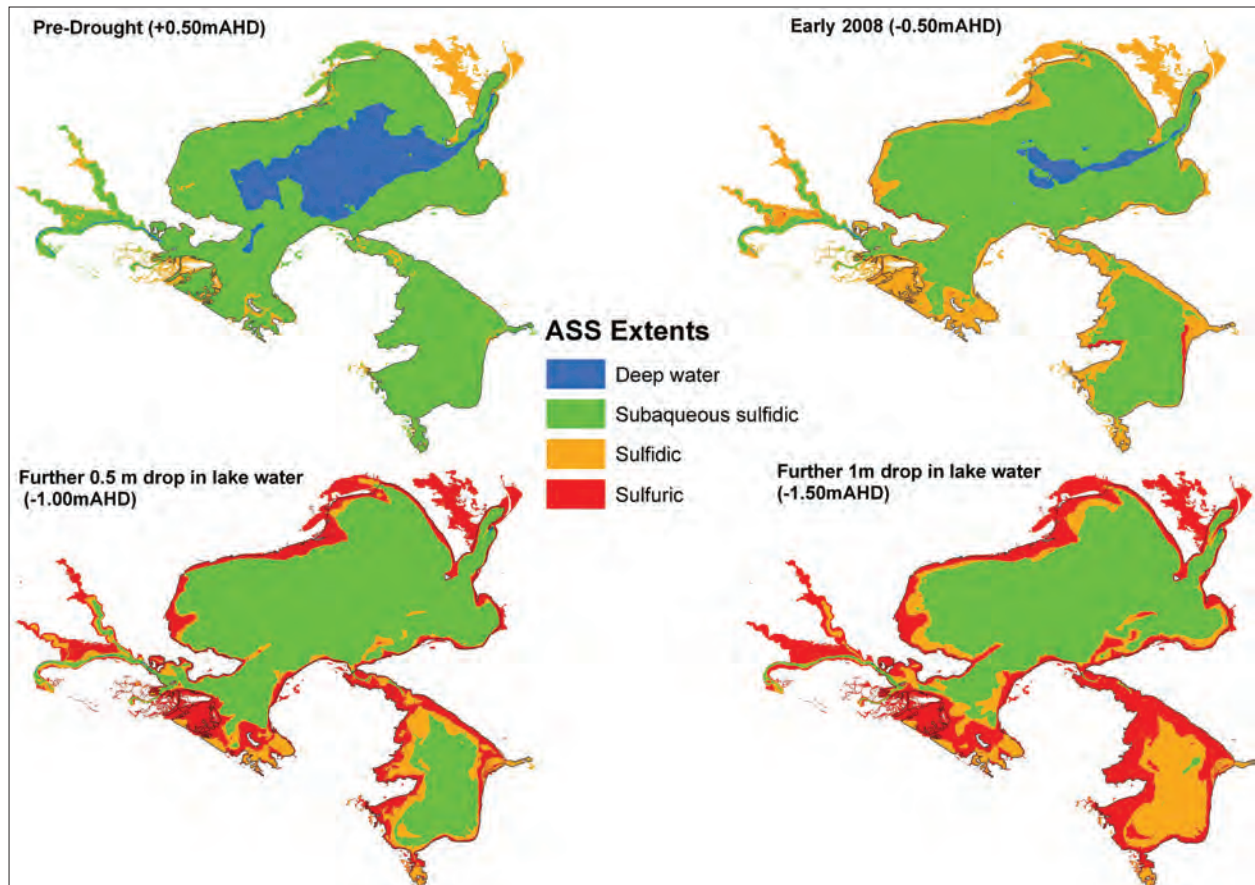 Pre-Drought (+0.50mAHD)
Early 2008 (-0.50mAHD)
ASS Extents
Deep water
Subaqueous sulfidic
Sulfidic
Sulfuric
Further 0.5 m drop in lake water
(-1.00mAHD)
Further 1m drop in lake water
(-1.50mAHD)